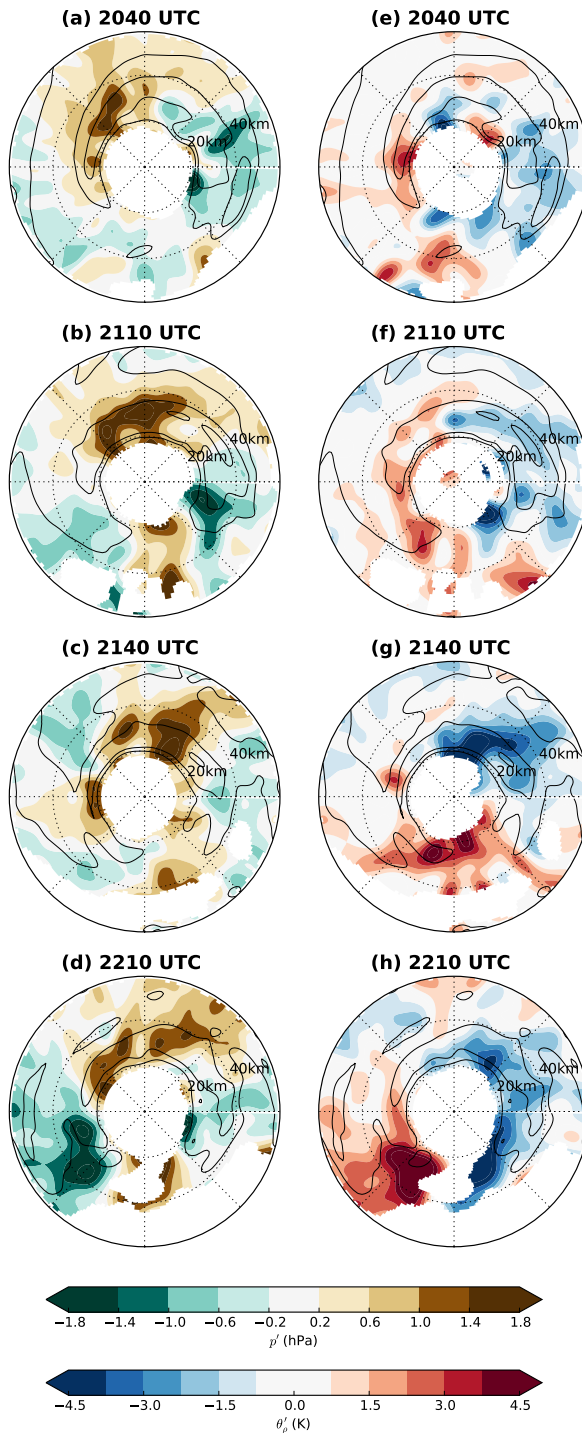 (a) 2040 UTC
(e) 2040 UTC
40km
20km
40km
20km
(b) 2110 UTC
(f) 2110 UTC
40km
20km
40km
20km
(c) 2140 UTC
(g) 2140 UTC
40km
20km
40km
20km
(d) 2210 UTC
(h) 2210 UTC
40km
20km
40km
20km
−1.8 −1.4 −1.0 −0.6 −0.2 0.2 0.6 1.0 1.4 1.8
p′ (hPa)
−4.5 −3.0 −1.5 0.0 1.5 3.0 4.5
θ′ρ (K)